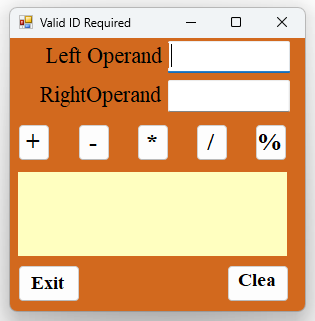 Valid ID Required
Left Operand
RightOperand
+ - * / %
Exit Clea